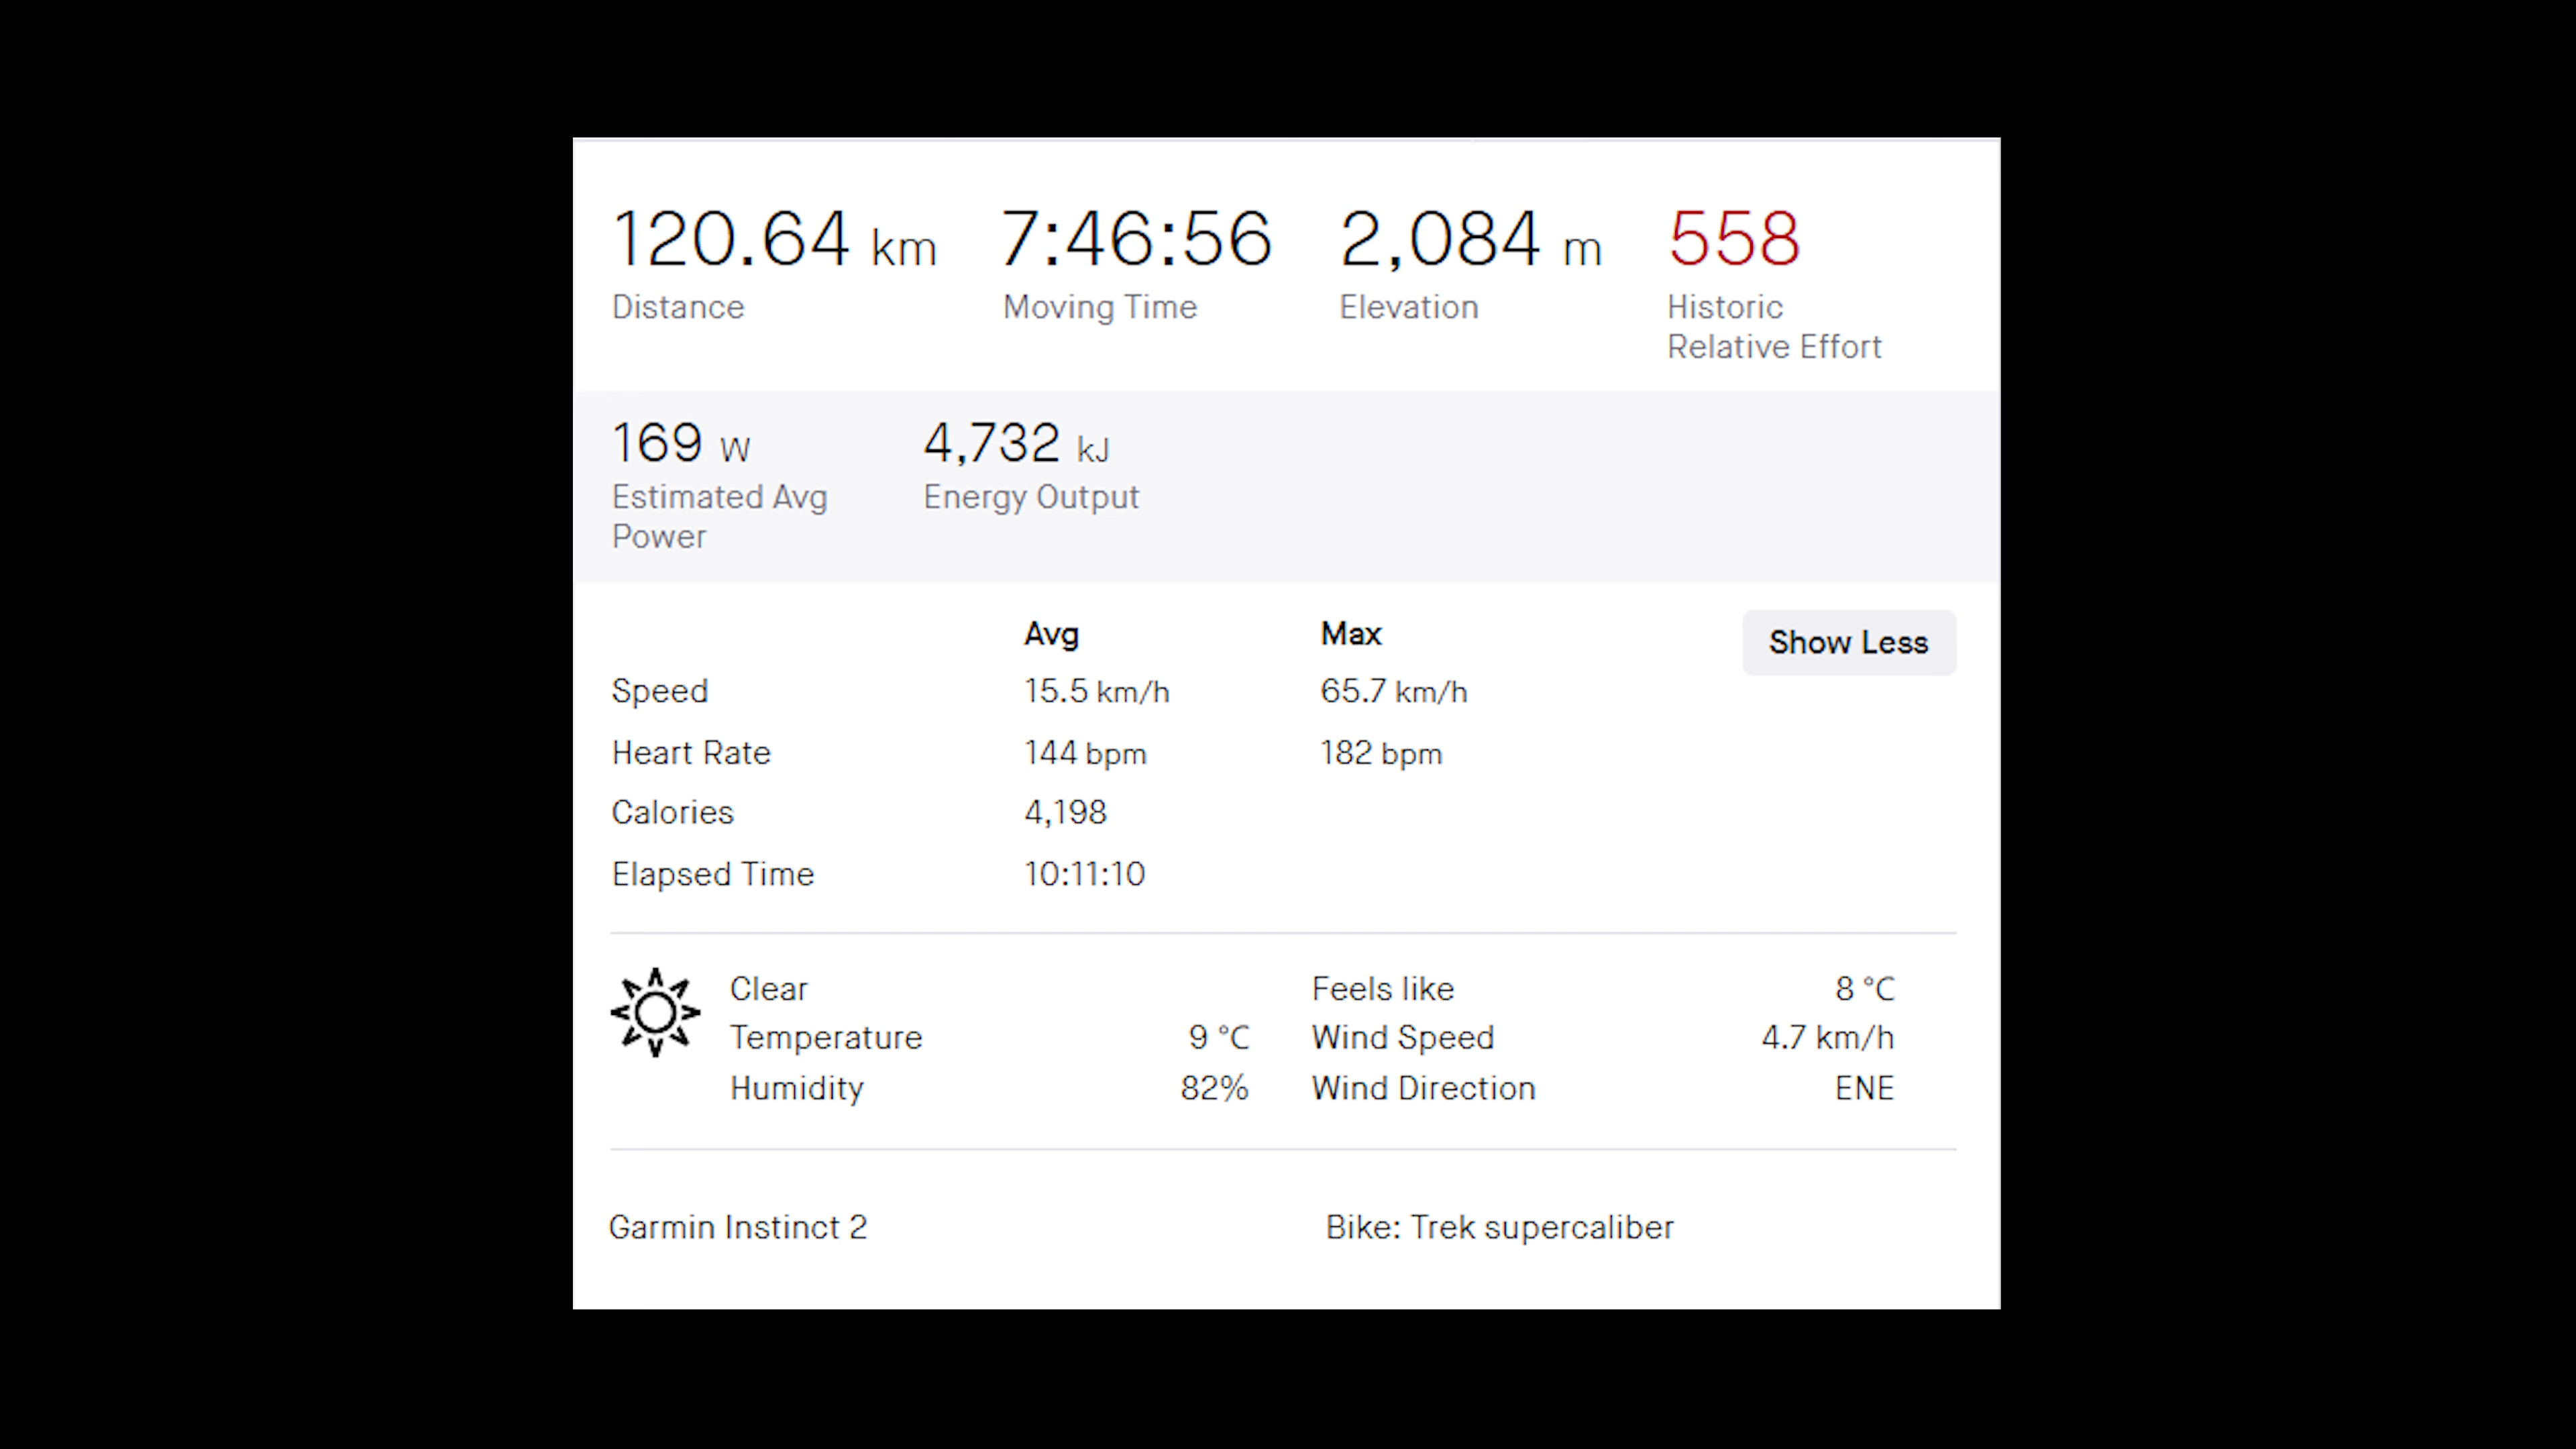 120.64 km 7:46:56 2,084 m 558
Distance Moving Time Elevation Historic
Relative Effort
169 W 4,732 kJ
Estimated Avg Energy Output
Power
Avg Max Show Less
Speed 15.5 km/h 65.7 km/h
Heart Rate 144 bpm 182 bpm
Calories 4,198
Elapsed Time 10:11:10
Clear Feels like 8 °C
Temperature 9 °C Wind Speed 4.7 km/h
Humidity 82% Wind Direction ENE
Garmin Instinct 2 Bike: Trek supercaliber